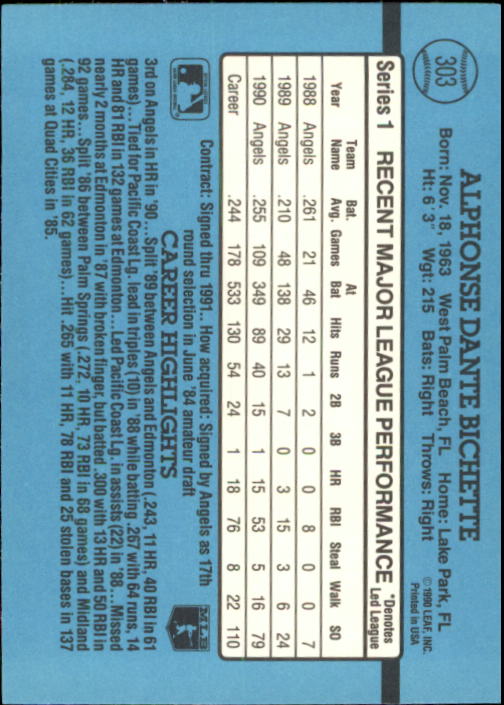 303
ALPHONSE DANTE BICHETTE
Born: Nov. 18, 1963 West Palm Beach, FL Home: Lake Park, FL
Ht: 6' 3" Wgt: 215 Bats: Right Throws: Right
© 1990 LEAF, INC.
Printed in USA
Series 1 RECENT MAJOR LEAGUE PERFORMANCE *Denotes Led League
Year Team Name Bat. Avg. Games At Bat Hits Runs 2B 3B HR RBI Steal Walk SO
1988 Angels .261 21 46 12 1 2 0 0 8 0 0 7
1989 Angels .210 48 138 29 13 7 0 3 15 3 6 24
1990 Angels .255 109 349 89 40 15 1 15 53 5 16 79
Career .244 178 533 130 54 24 1 18 76 8 22 110
Contract: Signed thru 1991... How acquired: Signed by Angels as 17th
round selection in June '84 amateur draft
CAREER HIGHLIGHTS
MLB
3rd on Angels in HR in '90 ... Split '89 between Angels and Edmonton (.243, 11 HR, 40 RBI in 61
games) ... Tied for Pacific Coast Lg. lead in triples (10) in '88 while batting .267 with 64 runs, 14
HR and 81 RBI in 132 games at Edmonton ... Led Pacific Coast Lg. in assists (22) in '88 ... Missed
nearly 2 months at Edmonton in '87 with broken finger, but batted .300 with 13 HR and 50 RBI in
92 games ... Split '86 between Palm Springs (.272, 10 HR, 73 RBI in 68 games) and Midland
(.284, 12 HR, 36 RBI in 62 games) ... Hit .265 with 11 HR, 78 RBI and 25 stolen bases in 137
games at Quad Cities in '85.